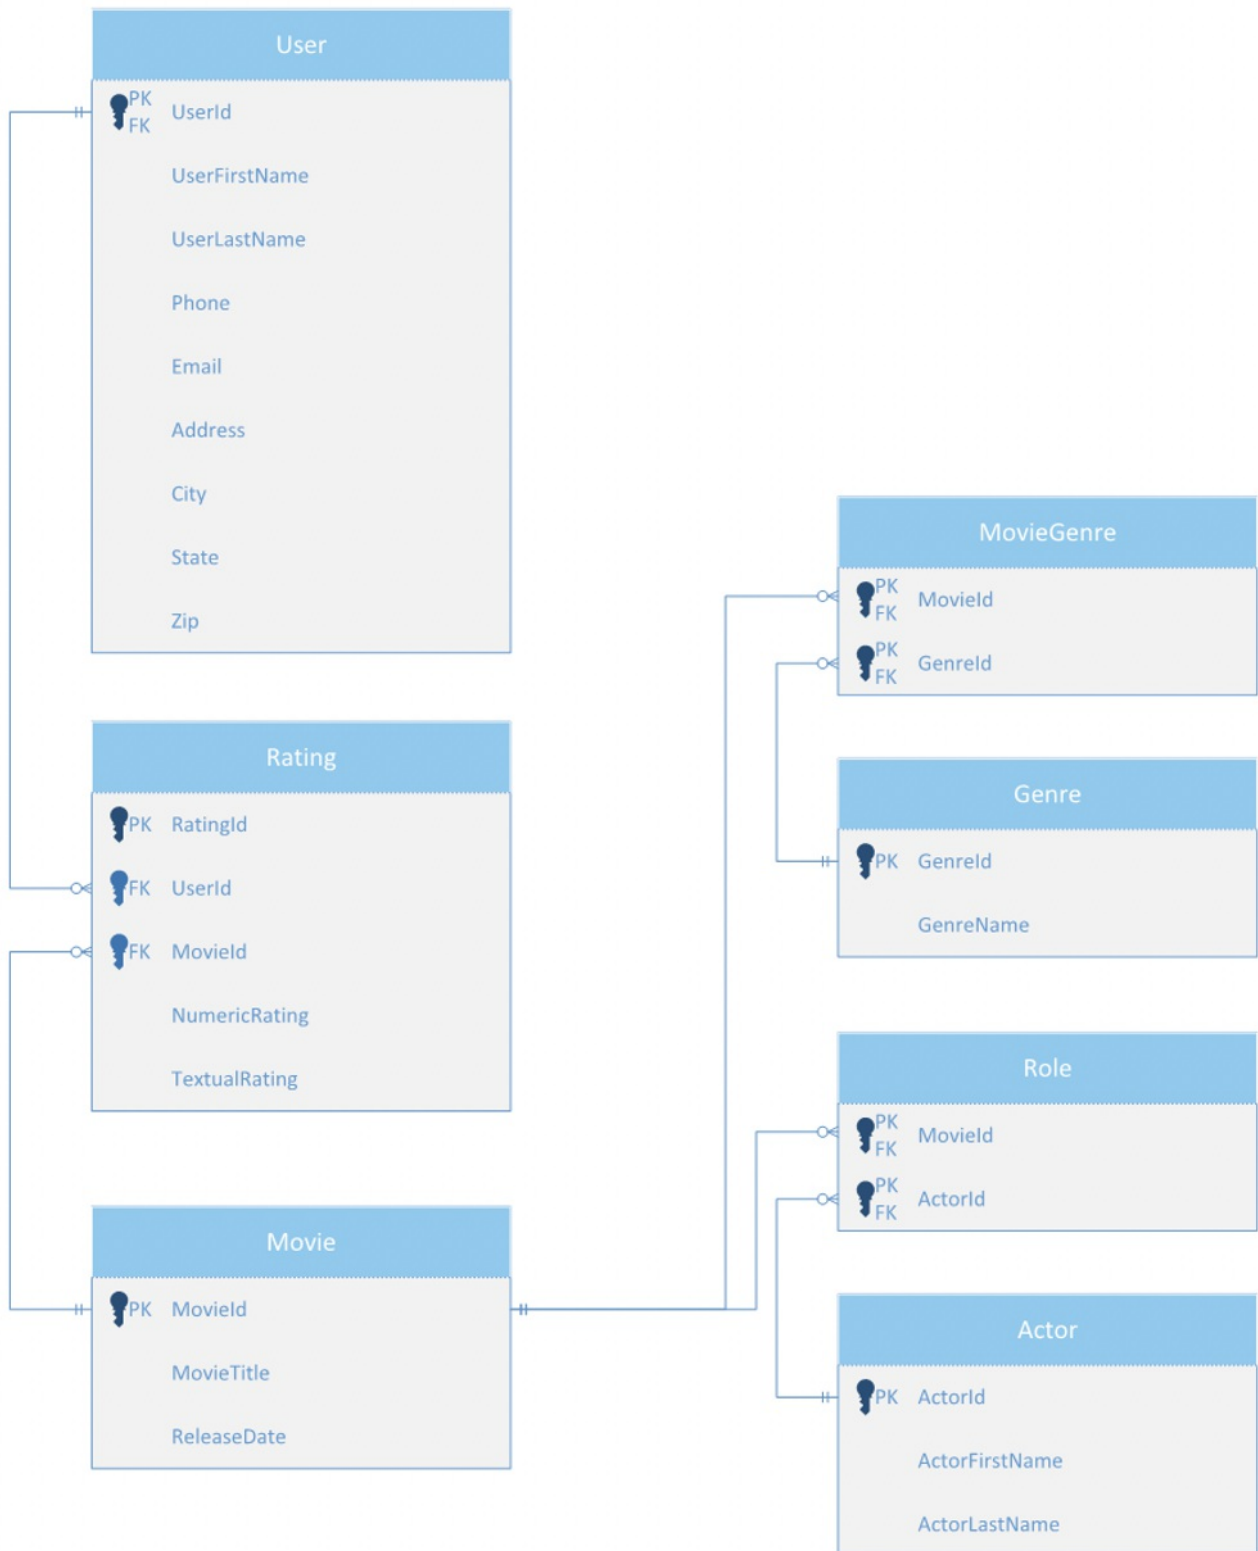 User
PK
FK
UserId
UserFirstName
UserLastName
Phone
Email
Address
City
State
Zip
Rating
PK RatingId
FK UserId
FK MovieId
NumericRating
TextualRating
Movie
PK MovieId
MovieTitle
ReleaseDate
MovieGenre
PK
FK
MovieId
PK
FK
GenreId
Genre
PK GenreId
GenreName
Role
PK
FK
MovieId
PK
FK
ActorId
Actor
PK ActorId
ActorFirstName
ActorLastName